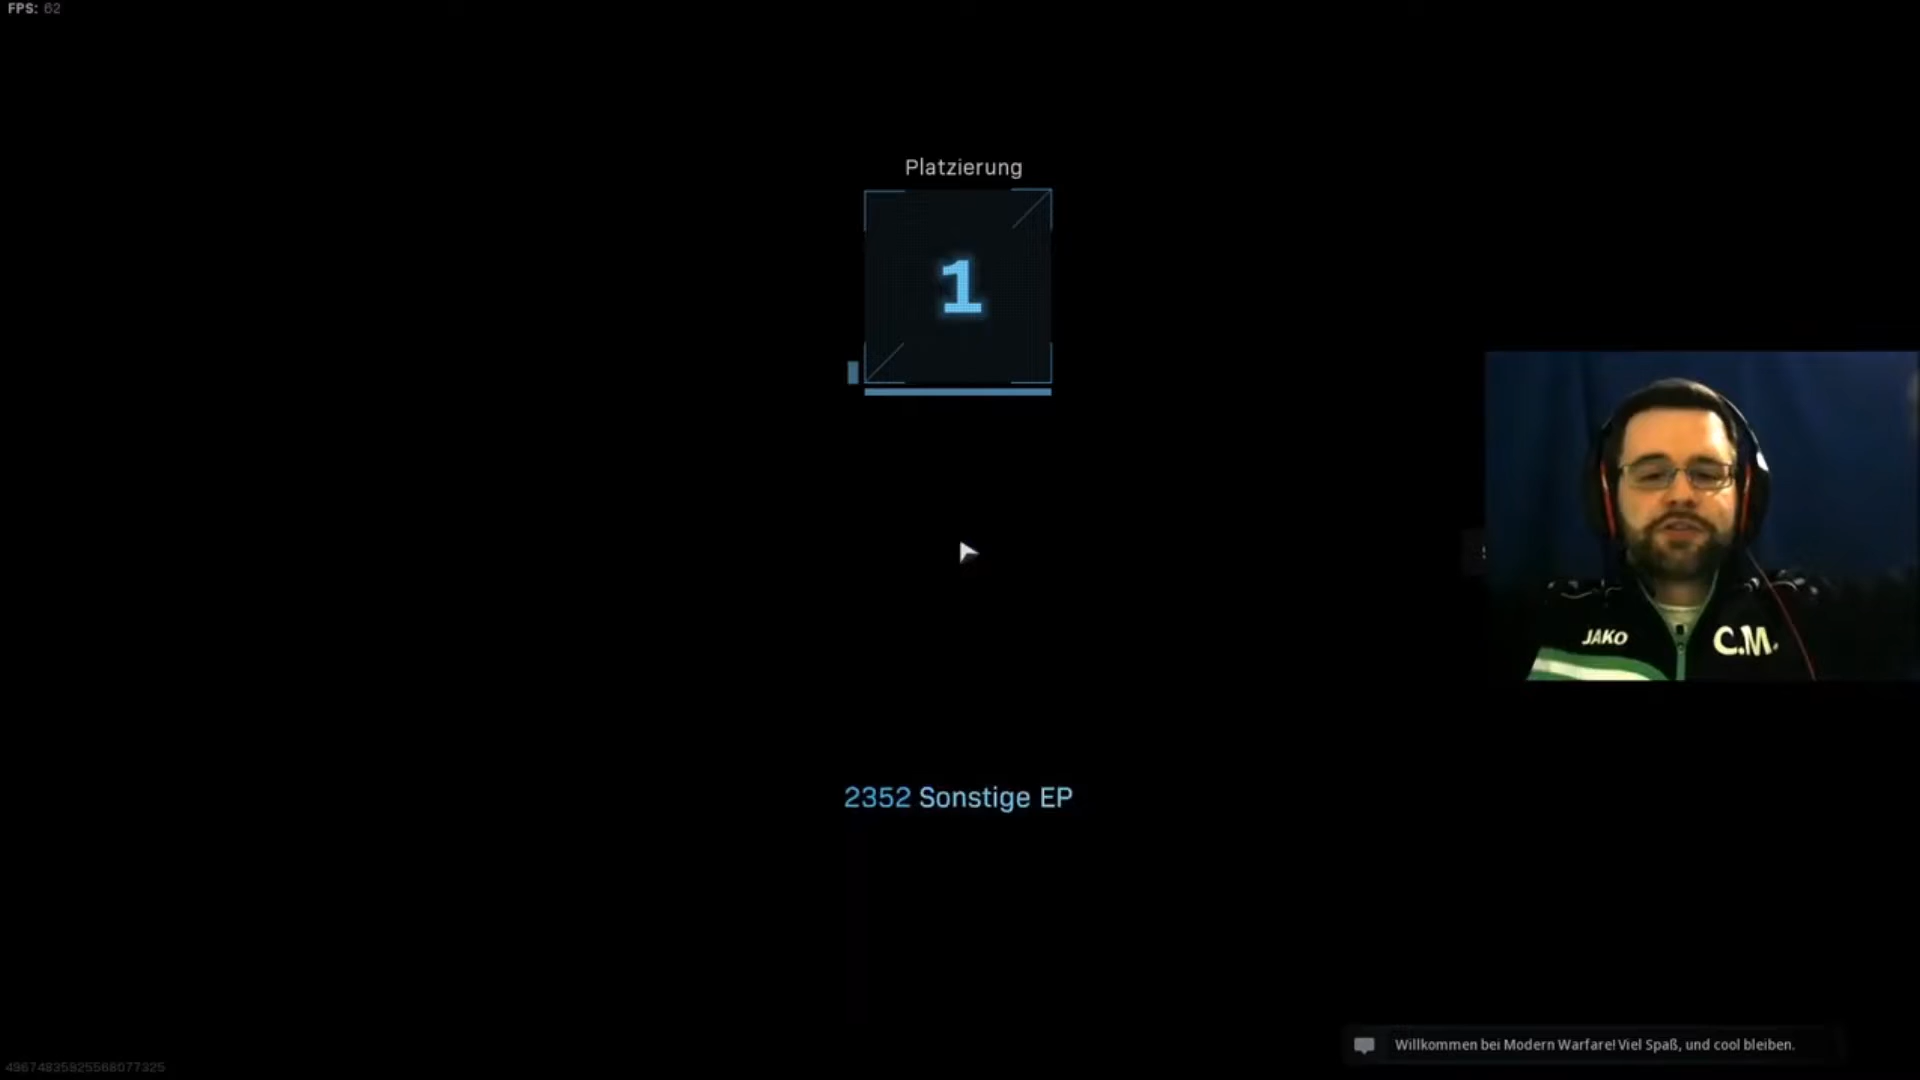 FPS: 62
Platzierung
1
JAKO
C.M.
2352 Sonstige EP
Willkommen bei Modern Warfare! Viel Spaß, und cool bleiben.